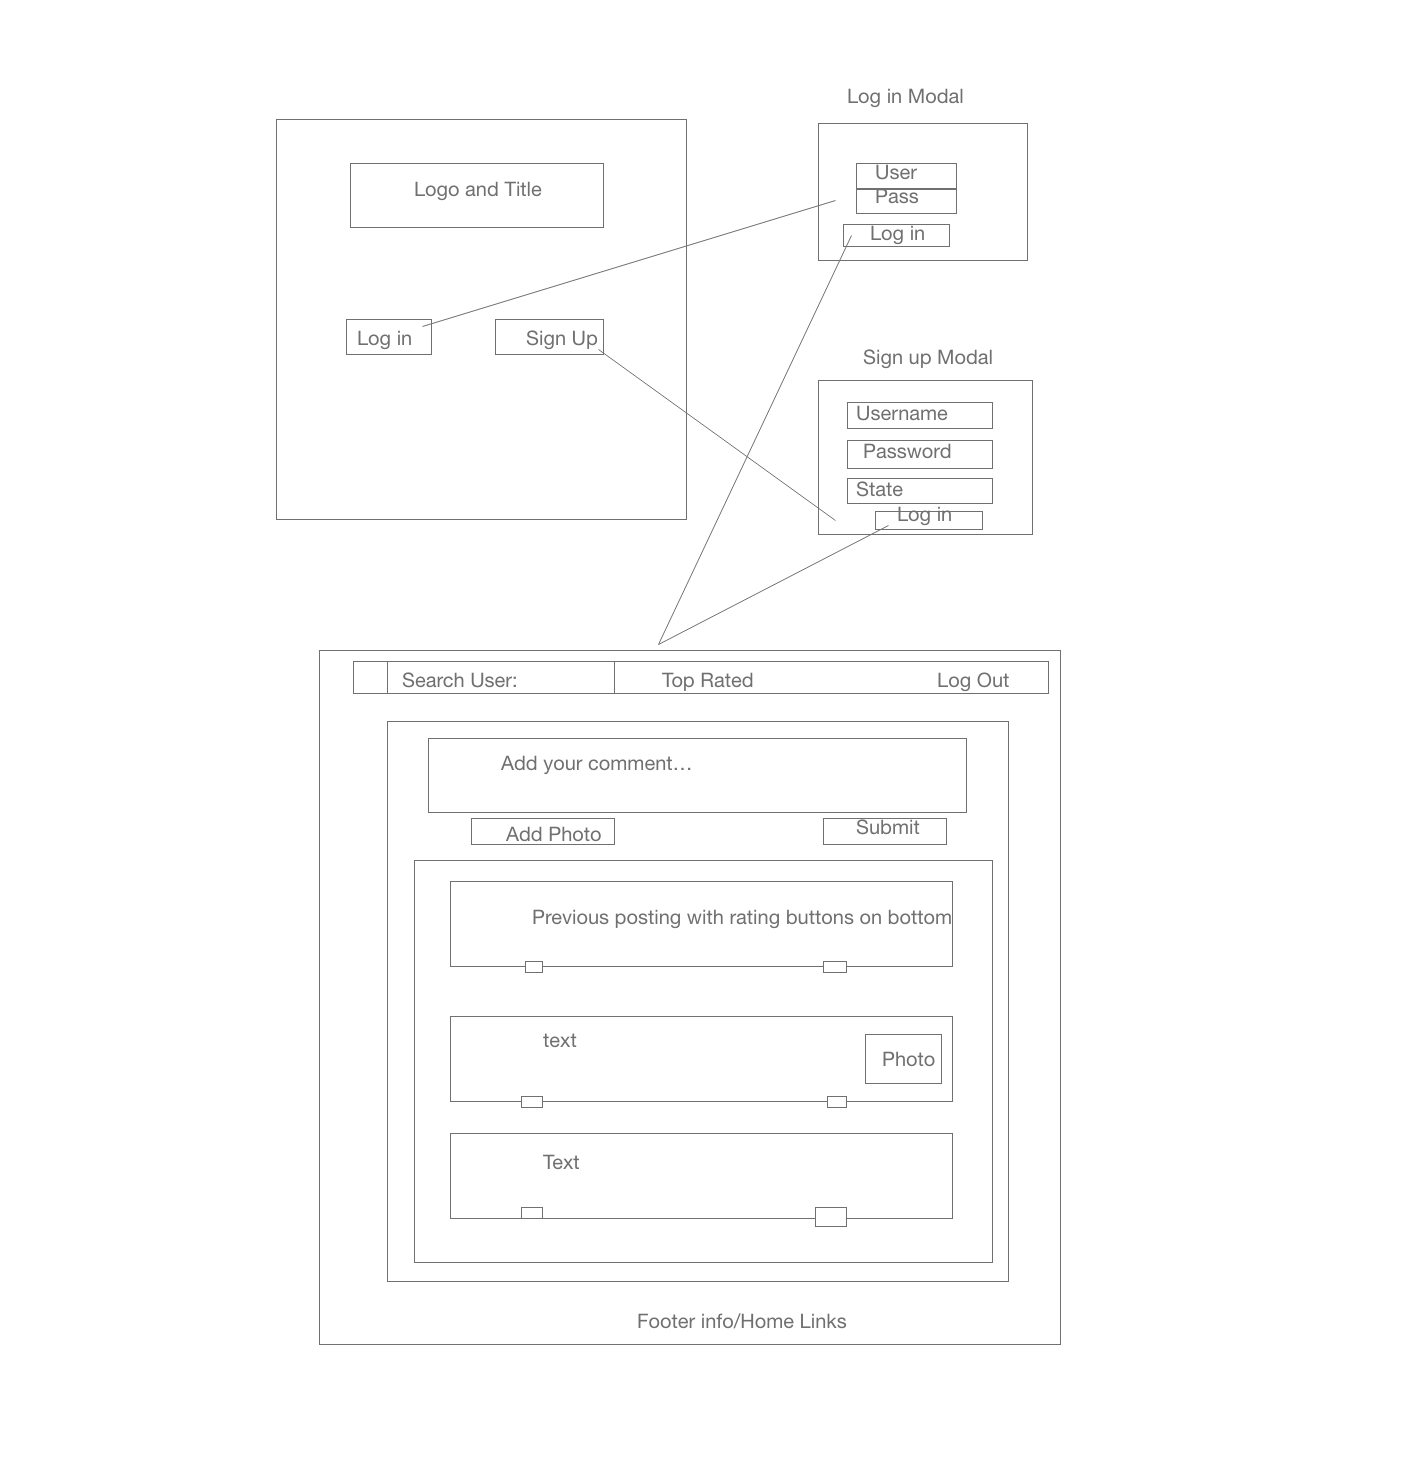 Log in Modal
User
Logo and Title
Pass
Log in
Log in
Sign Up
Sign up Modal
Username
Password
State
Log in
Search User:
Top Rated
Log Out
Add your comment…
Add Photo
Submit
Previous posting with rating buttons on bottom
text
Photo
Text
Footer info/Home Links